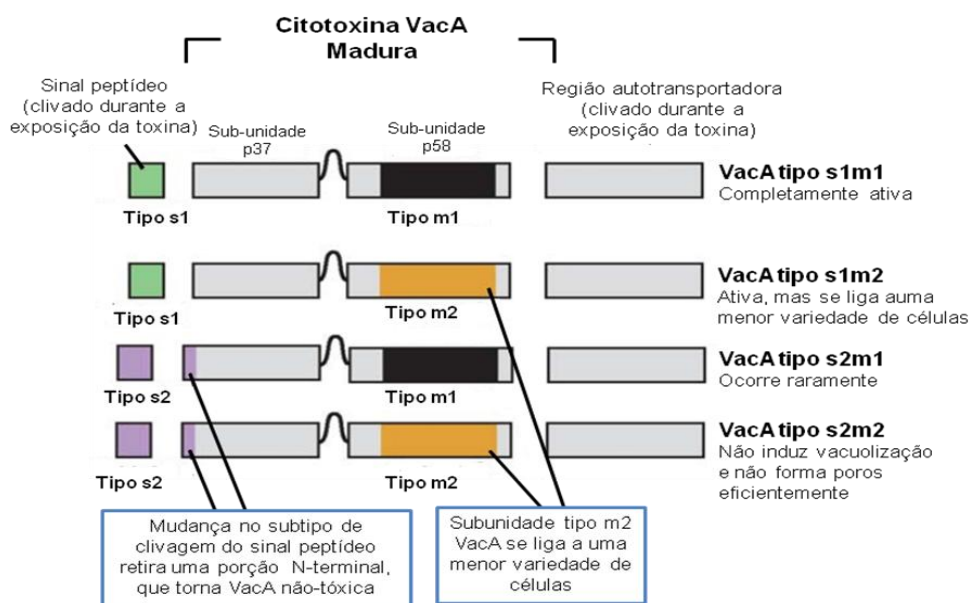 Citotoxina VacA
Madura
Sinal peptídeo
(clivado durante a
exposição da toxina)
Região autotransportadora
(clivado durante a
exposição da toxina)
Sub-unidade
p37
Sub-unidade
p58
Tipo s1
Tipo m1
VacA tipo s1m1
Completamente ativa
Tipo s1
Tipo m2
VacA tipo s1m2
Ativa, mas se liga auma
menor variedade de células
Tipo s2
Tipo m1
VacA tipo s2m1
Ocorre raramente
Tipo s2
Tipo m2
VacA tipo s2m2
Não induz vacuolização
e não forma poros
eficientemente
Mudança no subtipo de
clivagem do sinal peptídeo
retira uma porção N-terminal,
que torna VacA não-tóxica
Subunidade tipo m2
VacA se liga a uma
menor variedade de
células